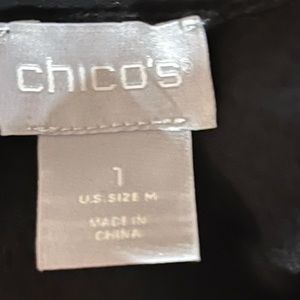 chico's
1
U.S. SIZE M
MADE IN
CHINA